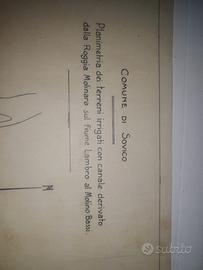 COMUNE DI SOVICO
Planimetria dei terreni irrigati con canale derivato
dalla Roggia Molinara sul fiume Lambro al Molino Bassi.
N
subito